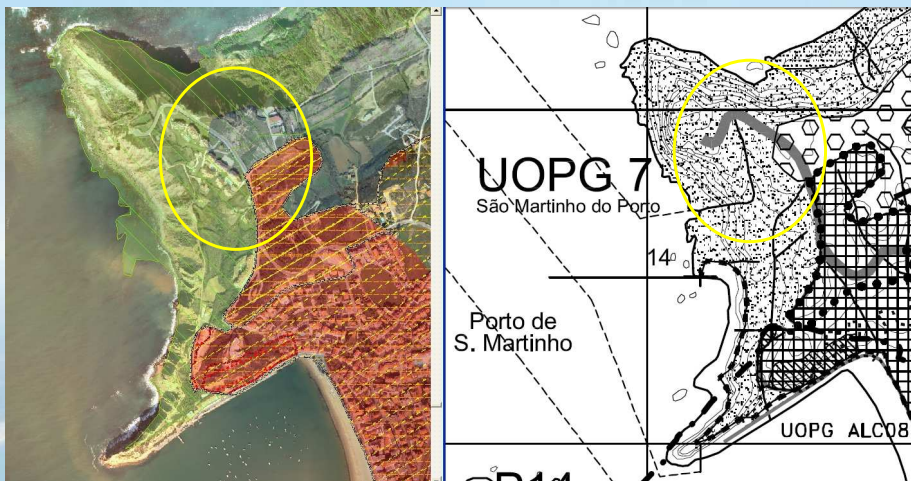 UOPG 7
São Martinho do Porto
14
Porto de
S. Martinho
UOPG ALC08